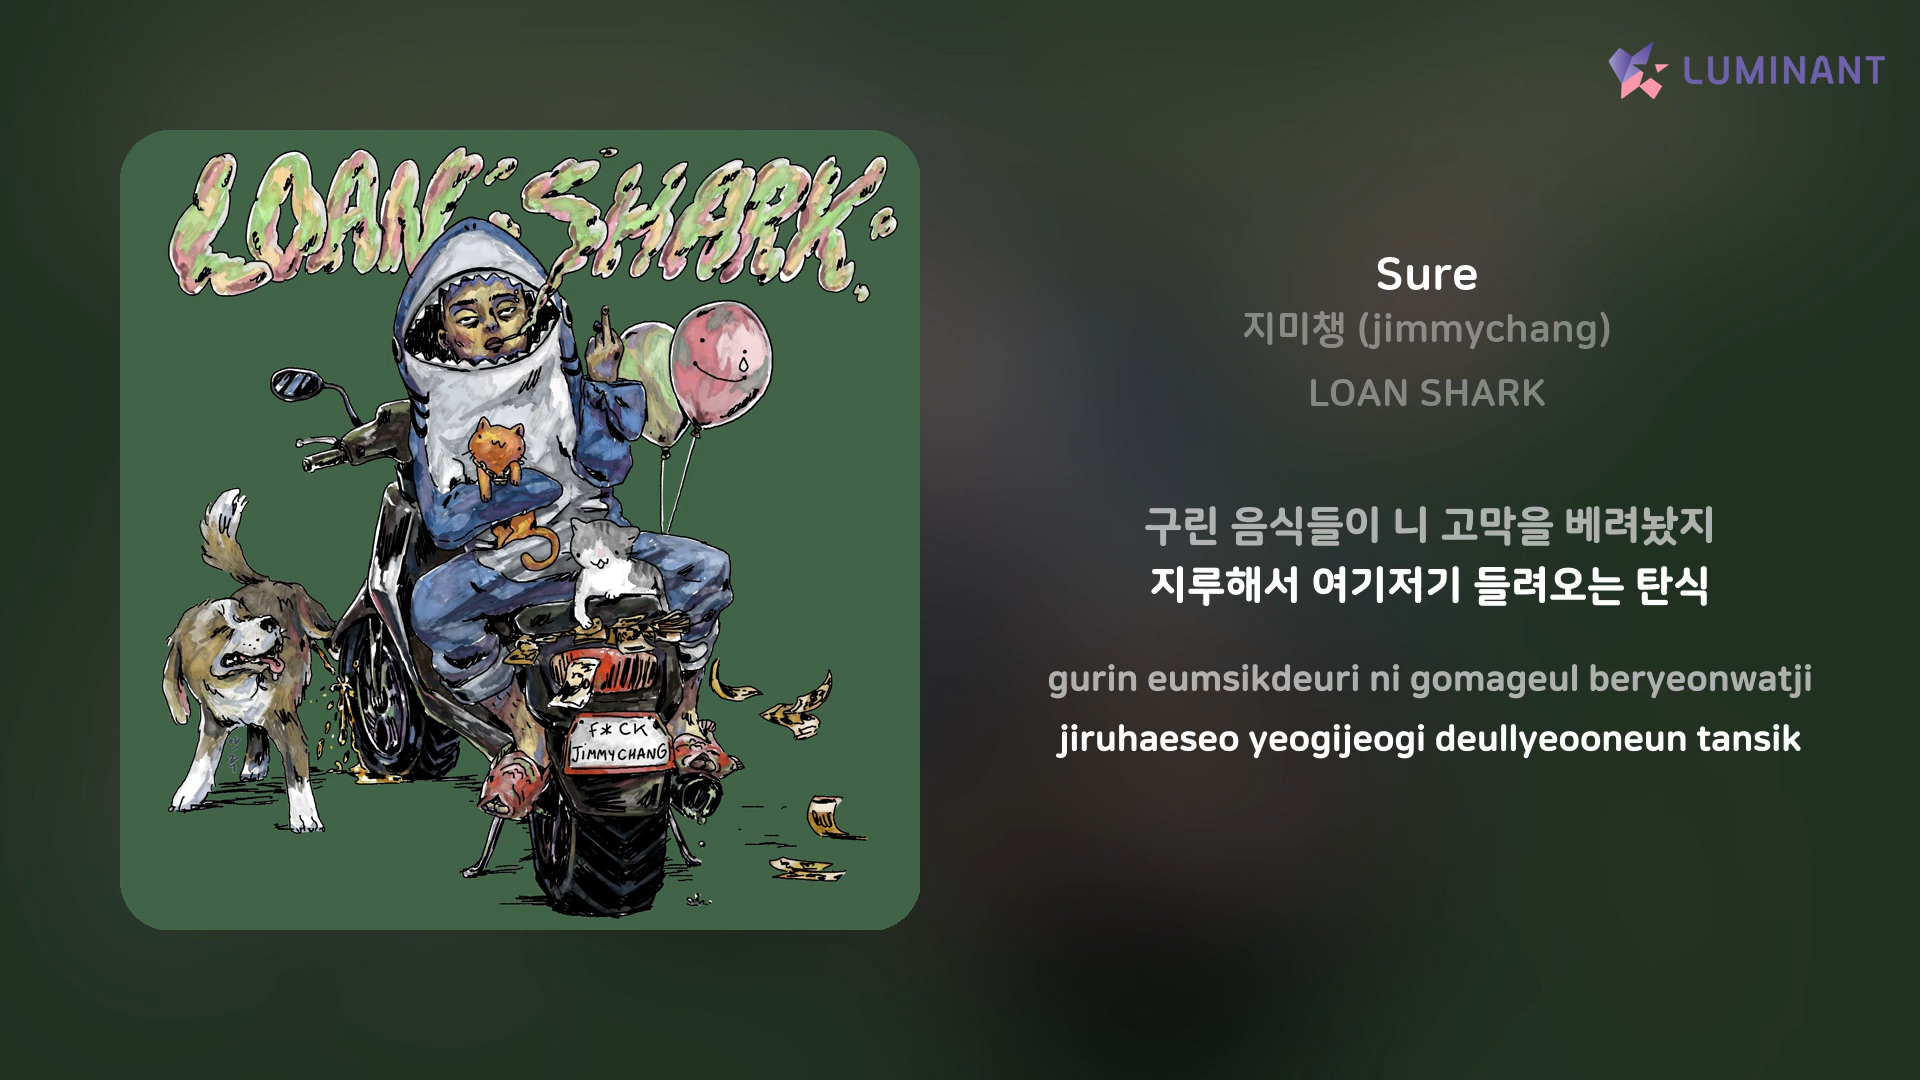 LUMINANT
LOAN SHARK
F*CK
JIMMYCHANG
Sure
지미챙 (jimmychang)
LOAN SHARK
구린 음식들이 니 고막을 베려놨지
지루해서 여기저기 들려오는 탄식
gurin eumsikdeuri ni gomageul beryeonwatji
jiruhaeseo yeogijeogi deullyeooneun tansik